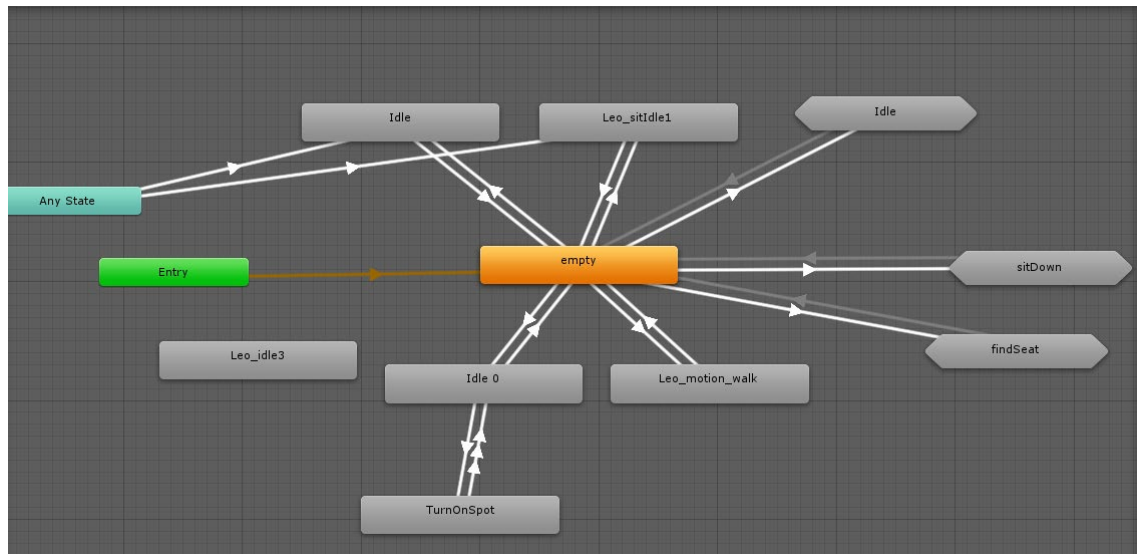 Idle
Leo_sitIdle1
Idle
Any State
empty
Entry
sitDown
Leo_idle3
findSeat
Idle 0
Leo_motion_walk
TurnOnSpot